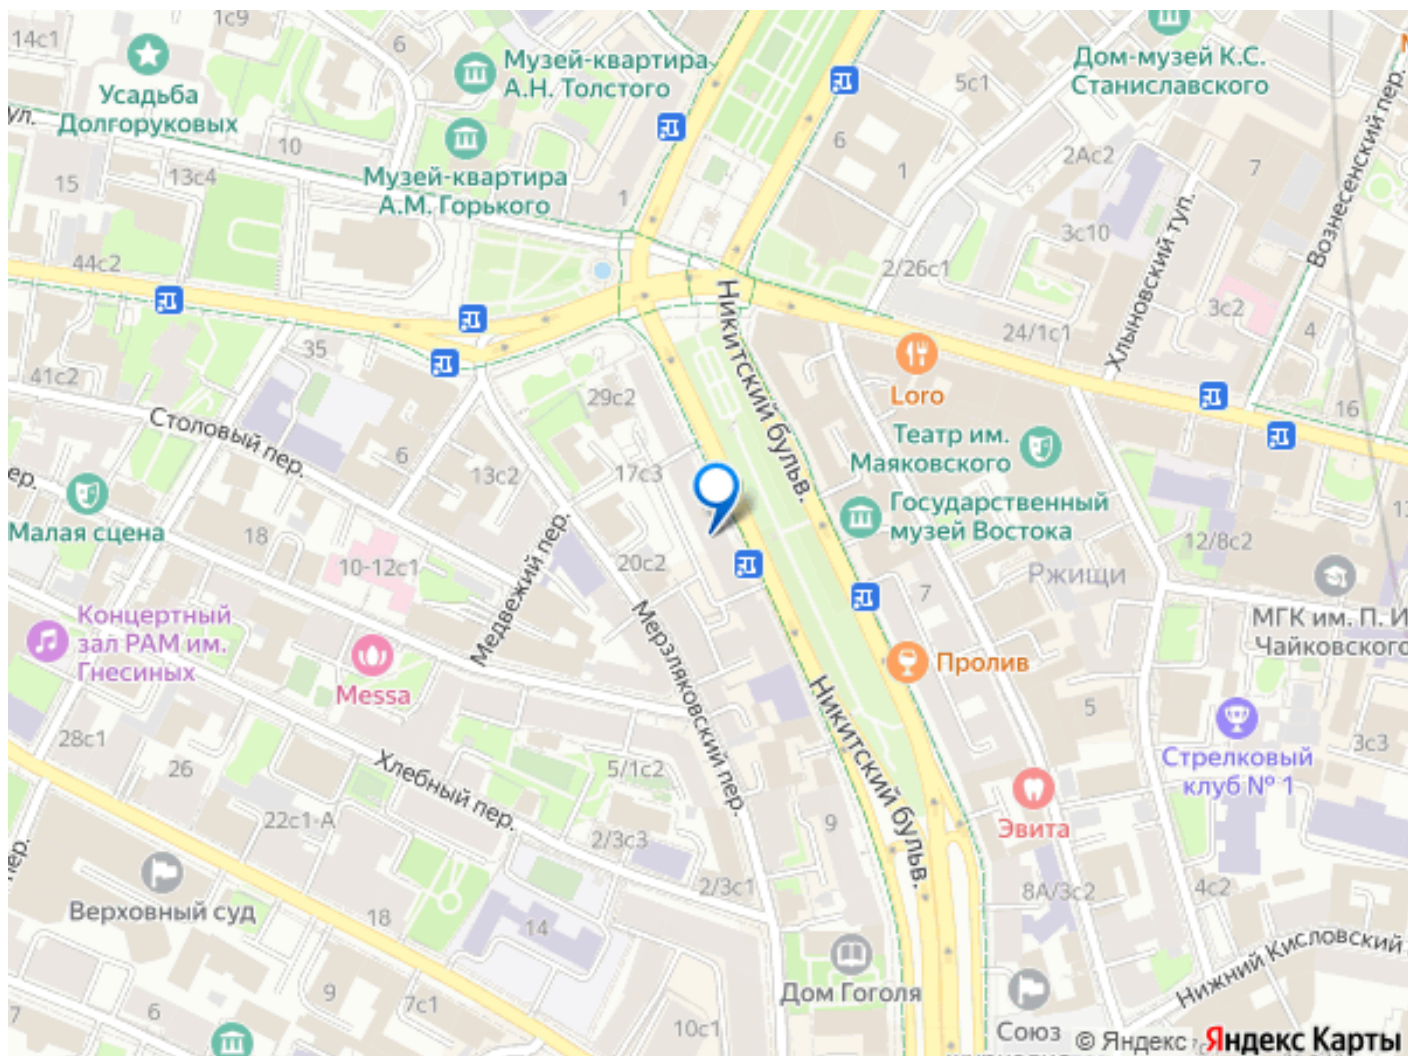 1с9
14с1
6
Музей-квартира
А.Н. Толстого
Дом-музей К.С.
Станиславского
5с1
Усадьба
Долгоруковых
ул.
10
6
2Ас2
7
Вознесенский пер.
15
13с4
Музей-квартира
А.М. Горького
1
1
3с10
Хлыновский туп.
44с2
2/26с1
3с2
4
24/1с1
Никитский бульв.
35
41с2
Loro
29с2
16
Столовый пер.
Театр им.
Маяковского
6
13с2
17с3
ер.
Малая сцена
Государственный
музей Востока
18
12/8с2
10-12с1
20с2
Медвежий пер.
7
Ржищи
Концертный
зал РАМ им.
Гнесиных
МГК им. П. И
Чайковского
Messa
Мерзляковский пер.
Пролив
5
Никитский бульв.
28с1
26
Хлебный пер.
5/1с2
3с3
Стрелковый
клуб № 1
22с1-А
2/3с3
9
Эвита
пер.
2/3с1
8А/3с2
4с2
Верховный суд
18
14
Нижний Кисловский
Дом Гоголя
9
7с1
6
7
10с1
Союз
© Яндекс
Яндекс Карты